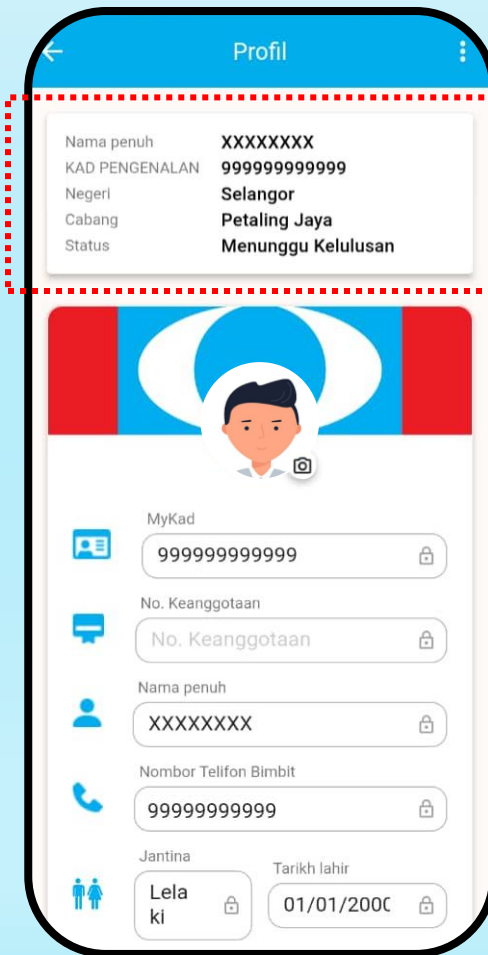 Profil
Nama penuh XXXXXXXX
KAD PENGENALAN 999999999999
Negeri Selangor
Cabang Petaling Jaya
Status Menunggu Kelulusan
MyKad
999999999999
No. Keanggotaan
No. Keanggotaan
Nama penuh
XXXXXXXX
Nombor Telifon Bimbit
99999999999
Jantina Tarikh lahir
Lela
ki
01/01/200